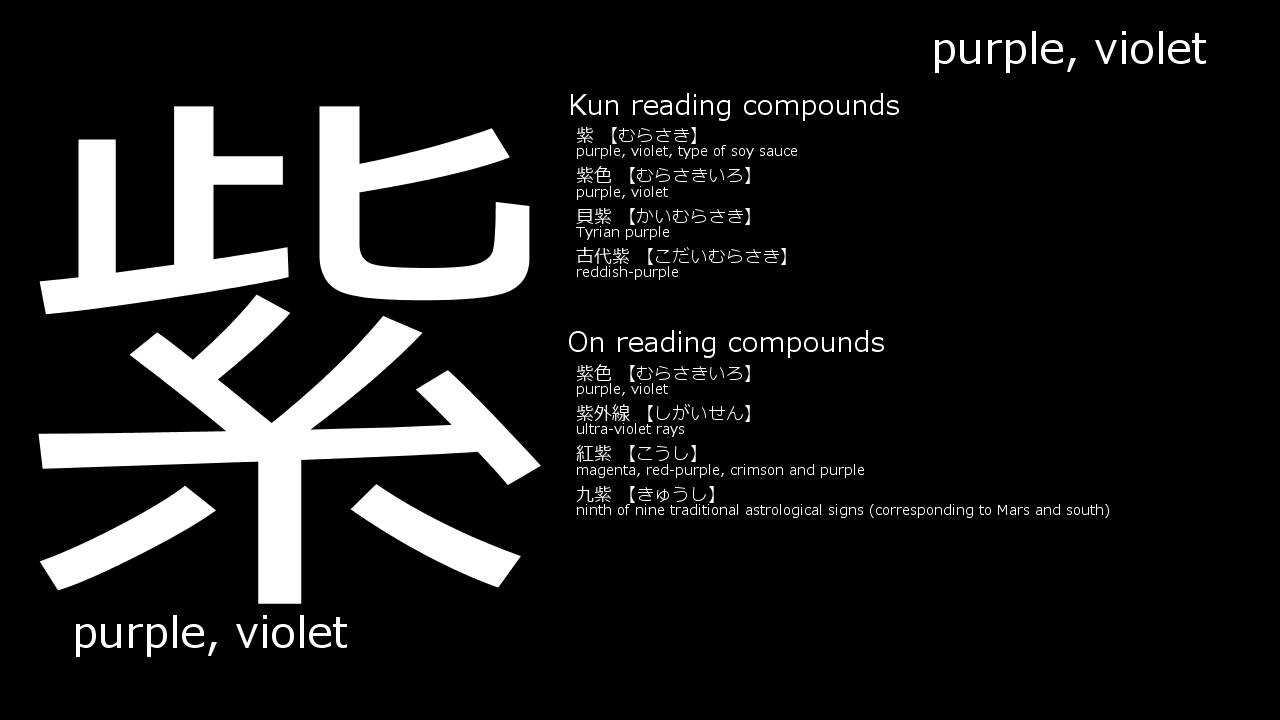 purple, violet
紫
purple, violet
Kun reading compounds
紫 【むらさき】
purple, violet, type of soy sauce
紫色 【むらさきいろ】
purple, violet
貝紫 【かいむらさき】
Tyrian purple
古代紫 【こだいむらさき】
reddish-purple
On reading compounds
紫色 【むらさきいろ】
purple, violet
紫外線 【しがいせん】
ultra-violet rays
紅紫 【こうし】
magenta, red-purple, crimson and purple
九紫 【きゅうし】
ninth of nine traditional astrological signs (corresponding to Mars and south)